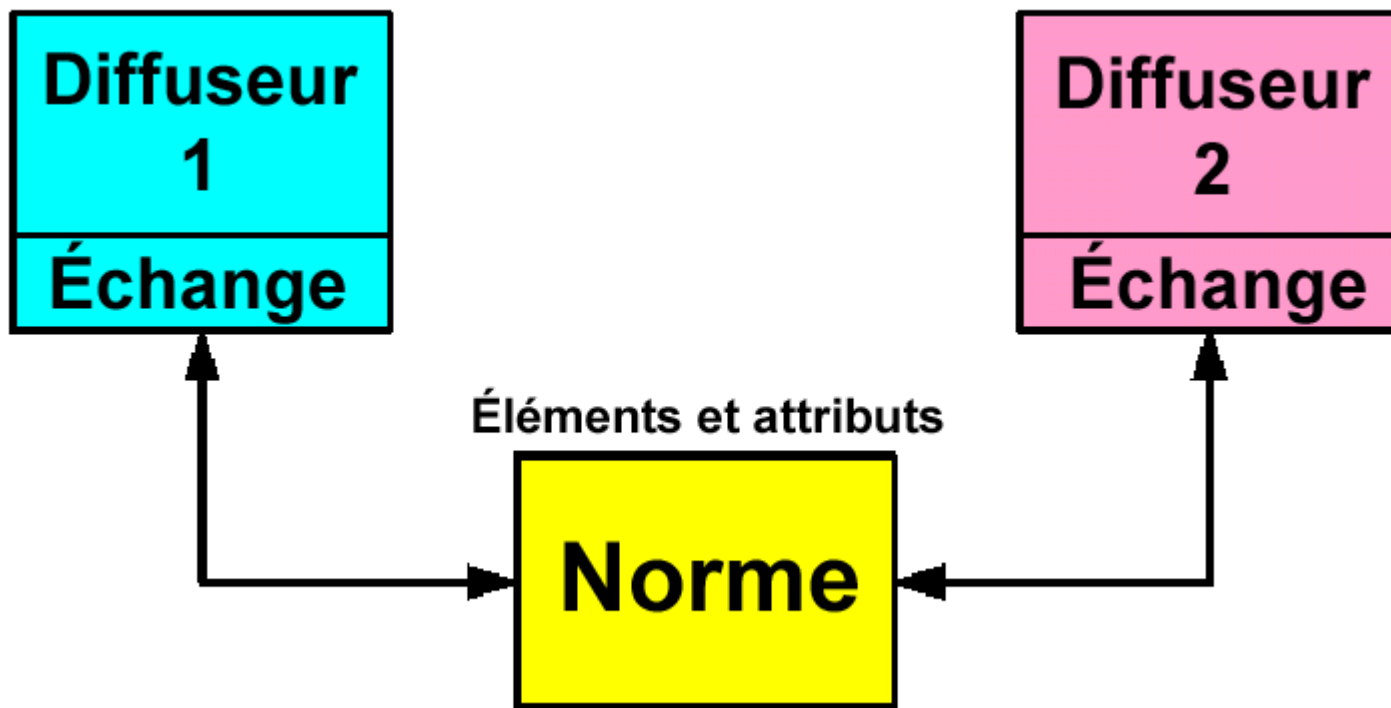 Diffuseur
1
Échange
Diffuseur
2
Échange
Éléments et attributs
Norme